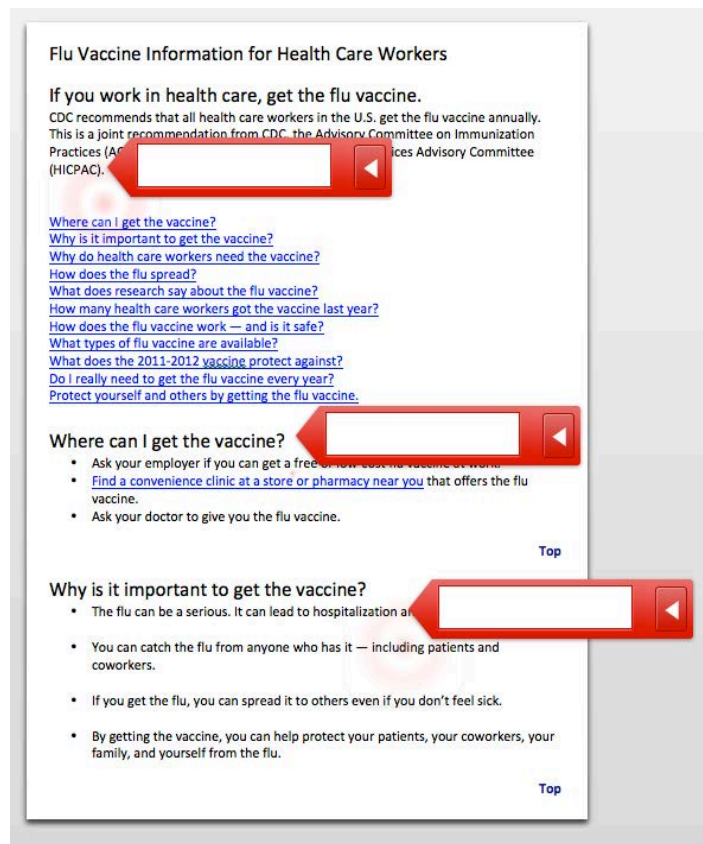 Flu Vaccine Information for Health Care Workers
If you work in health care, get the flu vaccine.
CDC recommends that all health care workers in the U.S. get the flu vaccine annually.
This is a joint recommendation from CDC, the Advisory Committee on Immunization
Practices ices Advisory Committee
(HICPAC).
Where can I get the vaccine?
Why is it important to get the vaccine?
Why do health care workers need the vaccine?
How does the flu spread?
What does research say about the flu vaccine?
How many health care workers got the vaccine last year?
How does the flu vaccine work — and is it safe?
What types of flu vaccine are available?
What does the 2011-2012 vaccine protect against?
Do I really need to get the flu vaccine every year?
Protect yourself and others by getting the flu vaccine.
Where can I get the vaccine?
• Ask your employer if you can get a free or low-cost flu vaccine at work.
• Find a convenience clinic at a store or pharmacy near you that offers the flu
vaccine.
• Ask your doctor to give you the flu vaccine.
Top
Why is it important to get the vaccine?
• The flu can be a serious. It can lead to hospitalization
• You can catch the flu from anyone who has it — including patients and
coworkers.
• If you get the flu, you can spread it to others even if you don’t feel sick.
• By getting the vaccine, you can help protect your patients, your coworkers, your
family, and yourself from the flu.
Top